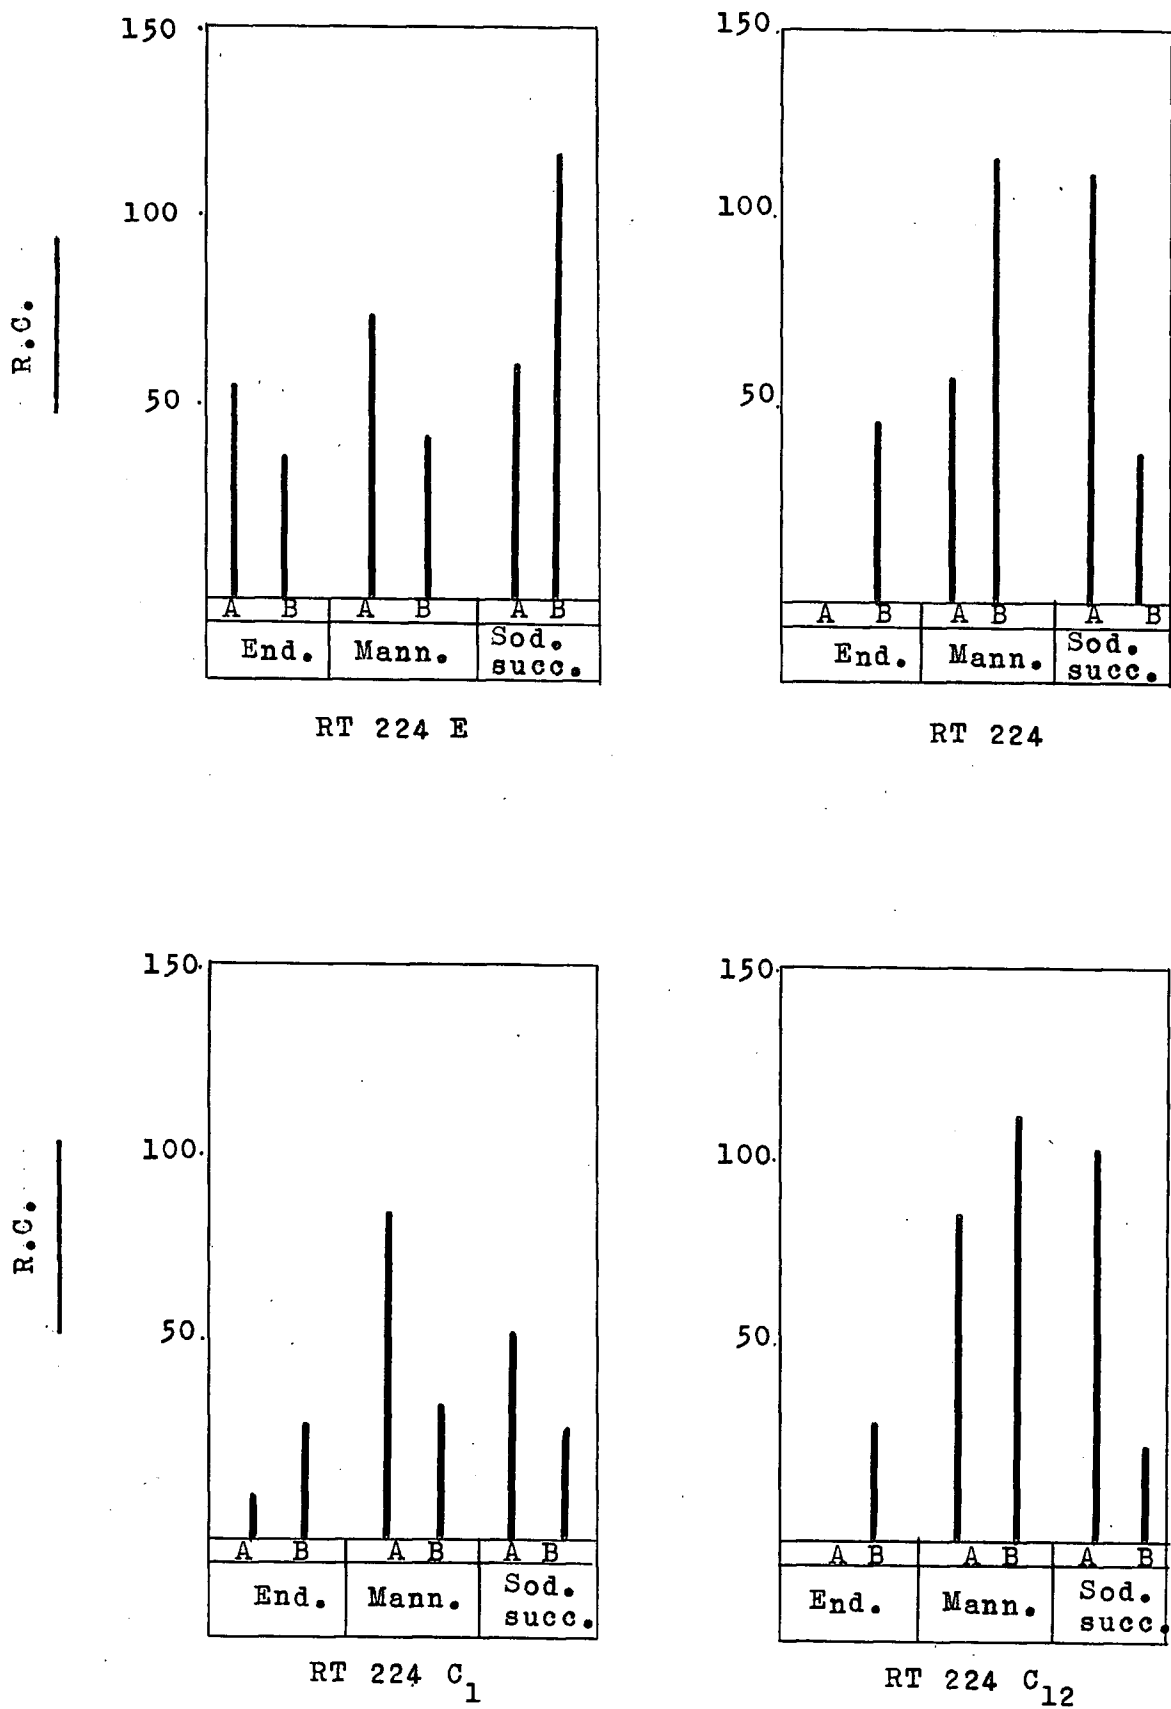 150
100
50
R.C.
A B A B A B
End. Mann. Sod. succ.
RT 224 E
150
100
50
A B A B A B
End. Mann. Sod. succ.
RT 224
150
100
50
R.C.
A B A B A B
End. Mann. Sod. succ.
RT 224 C1
150
100
50
A B A B A B
End. Mann. Sod. succ.
RT 224 C12